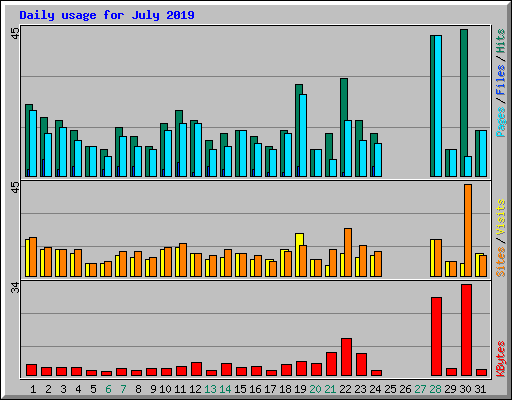 Daily usage for July 2019
45
Pages / Files / Hits
45
Sites / Visits
34
KBytes
1 2 3 4 5 6 7 8 9 10 11 12 13 14 15 16 17 18 19 20 21 22 23 24 25 26 27 28 29 30 31